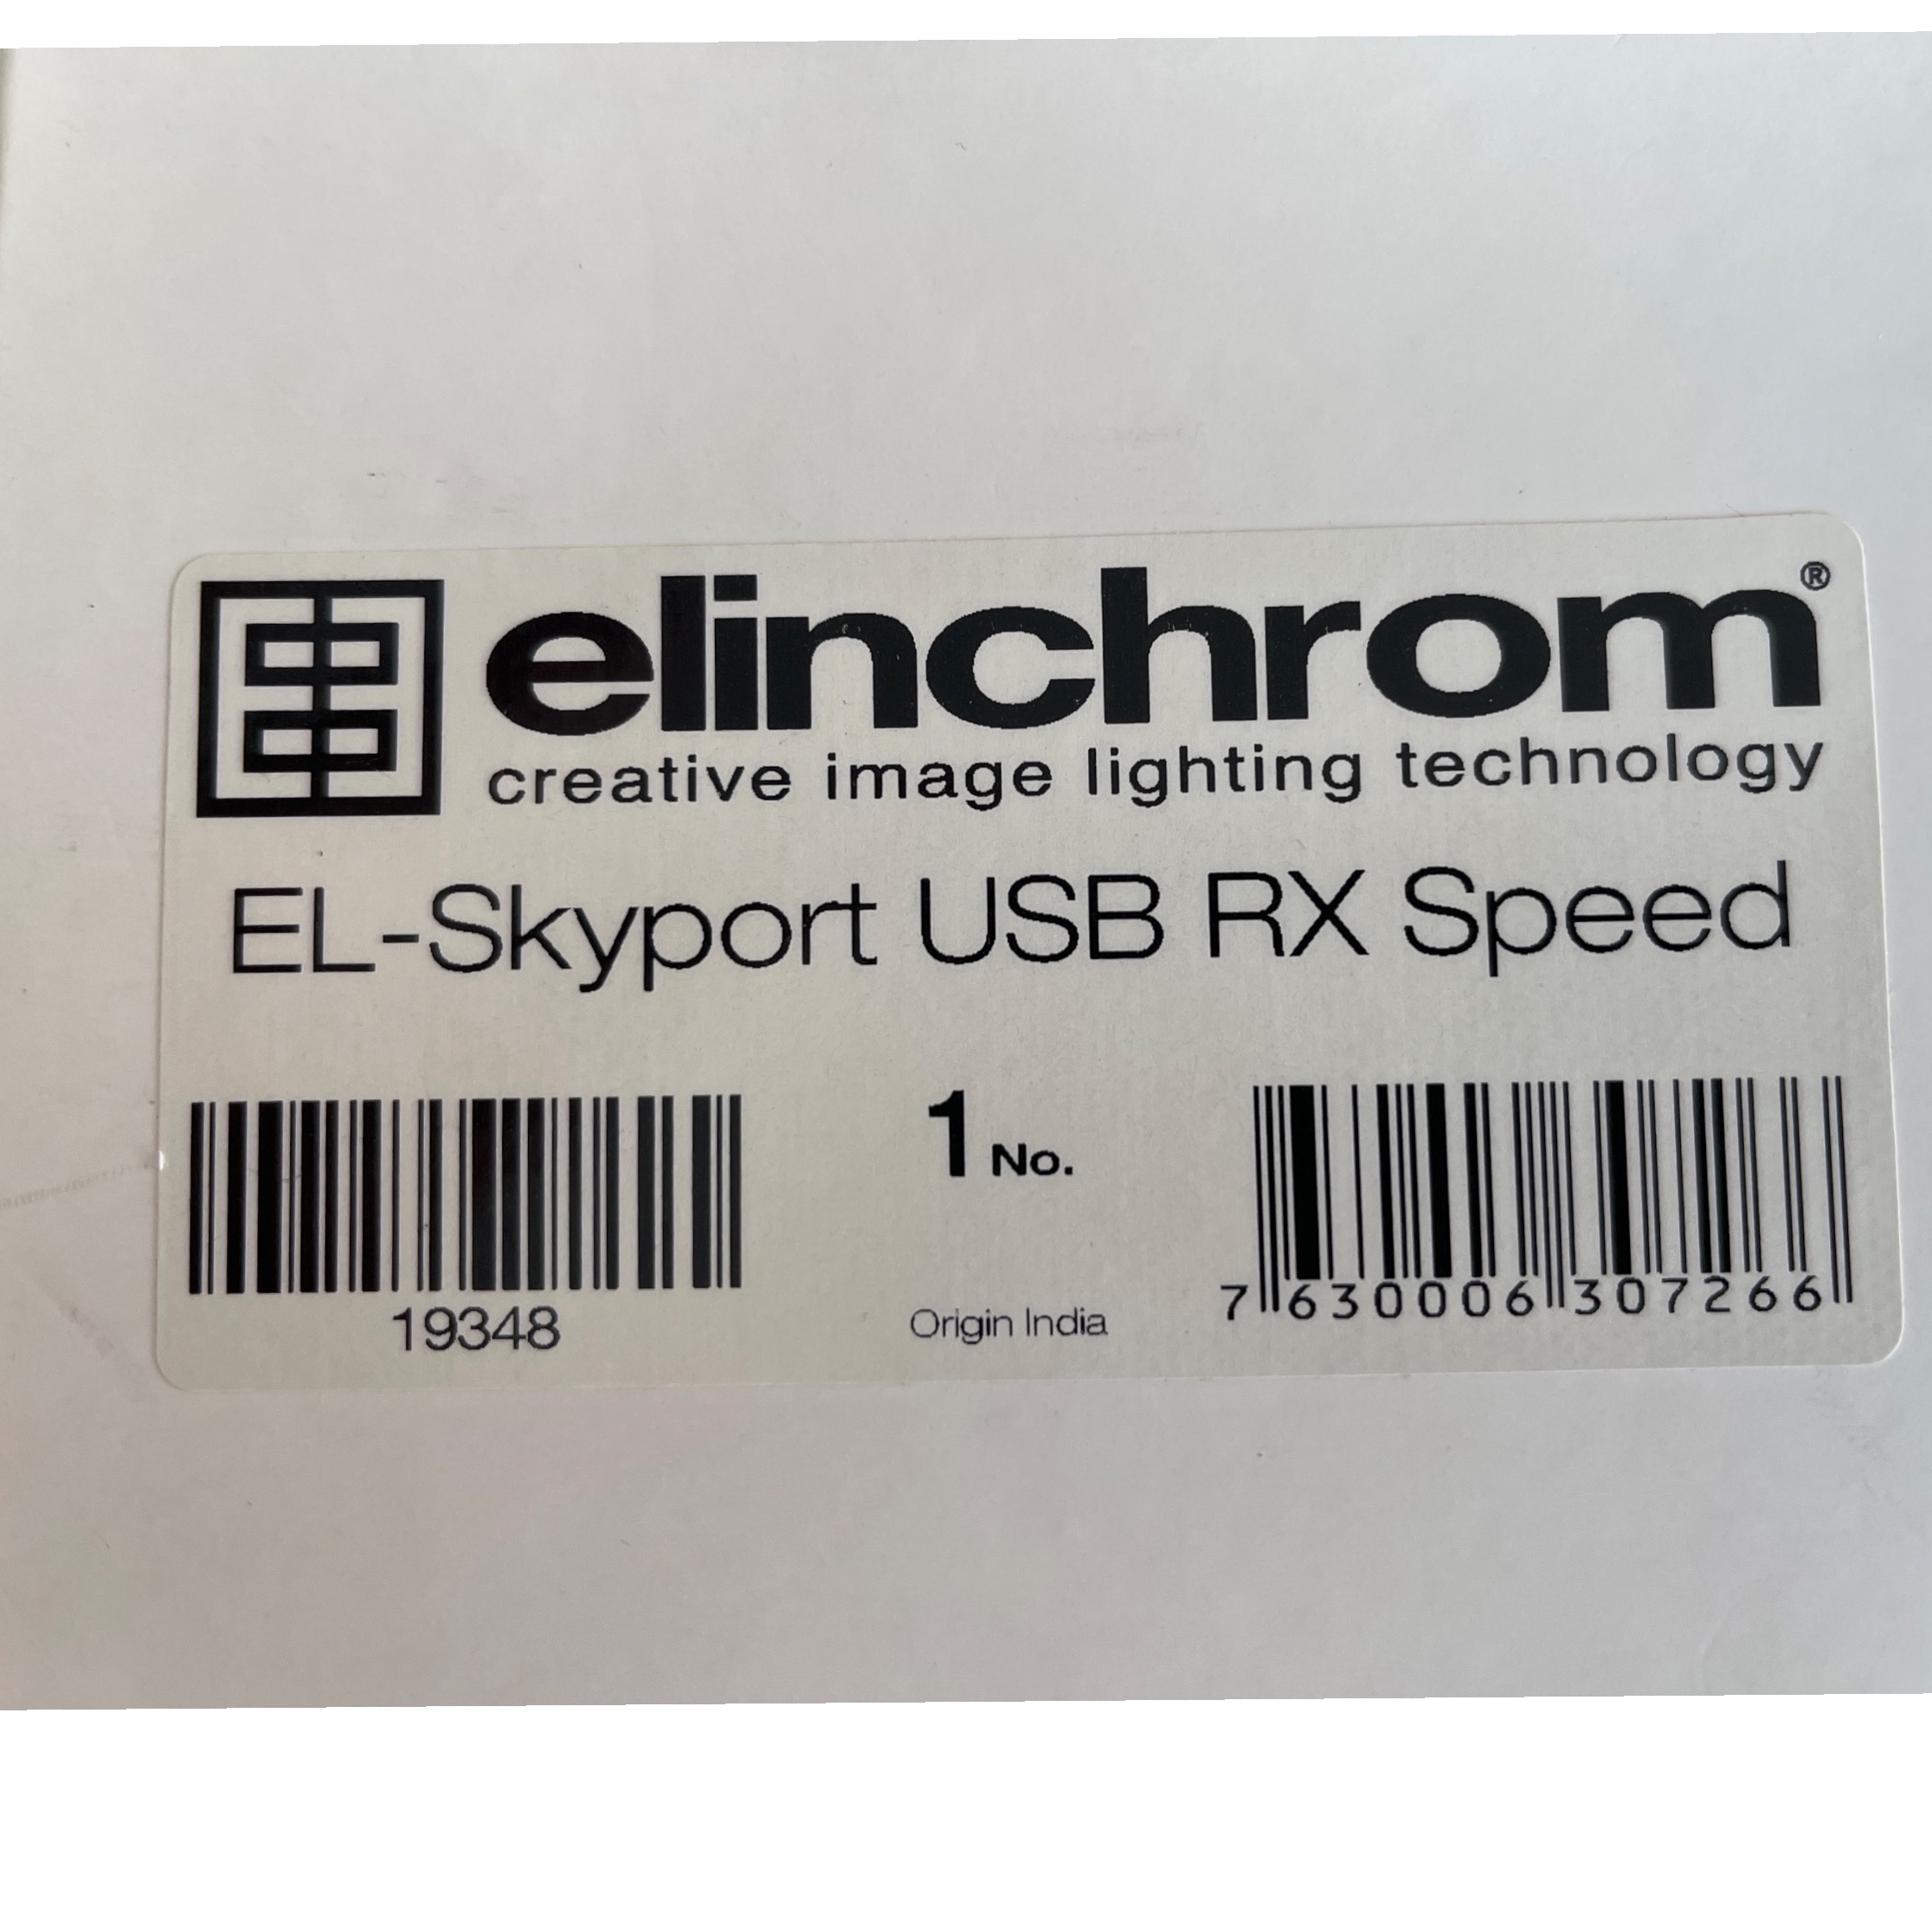 elinchrom®
creative image lighting technology
EL-Skyport USB RX Speed
1 No.
19348
Origin India
7 630006 307266